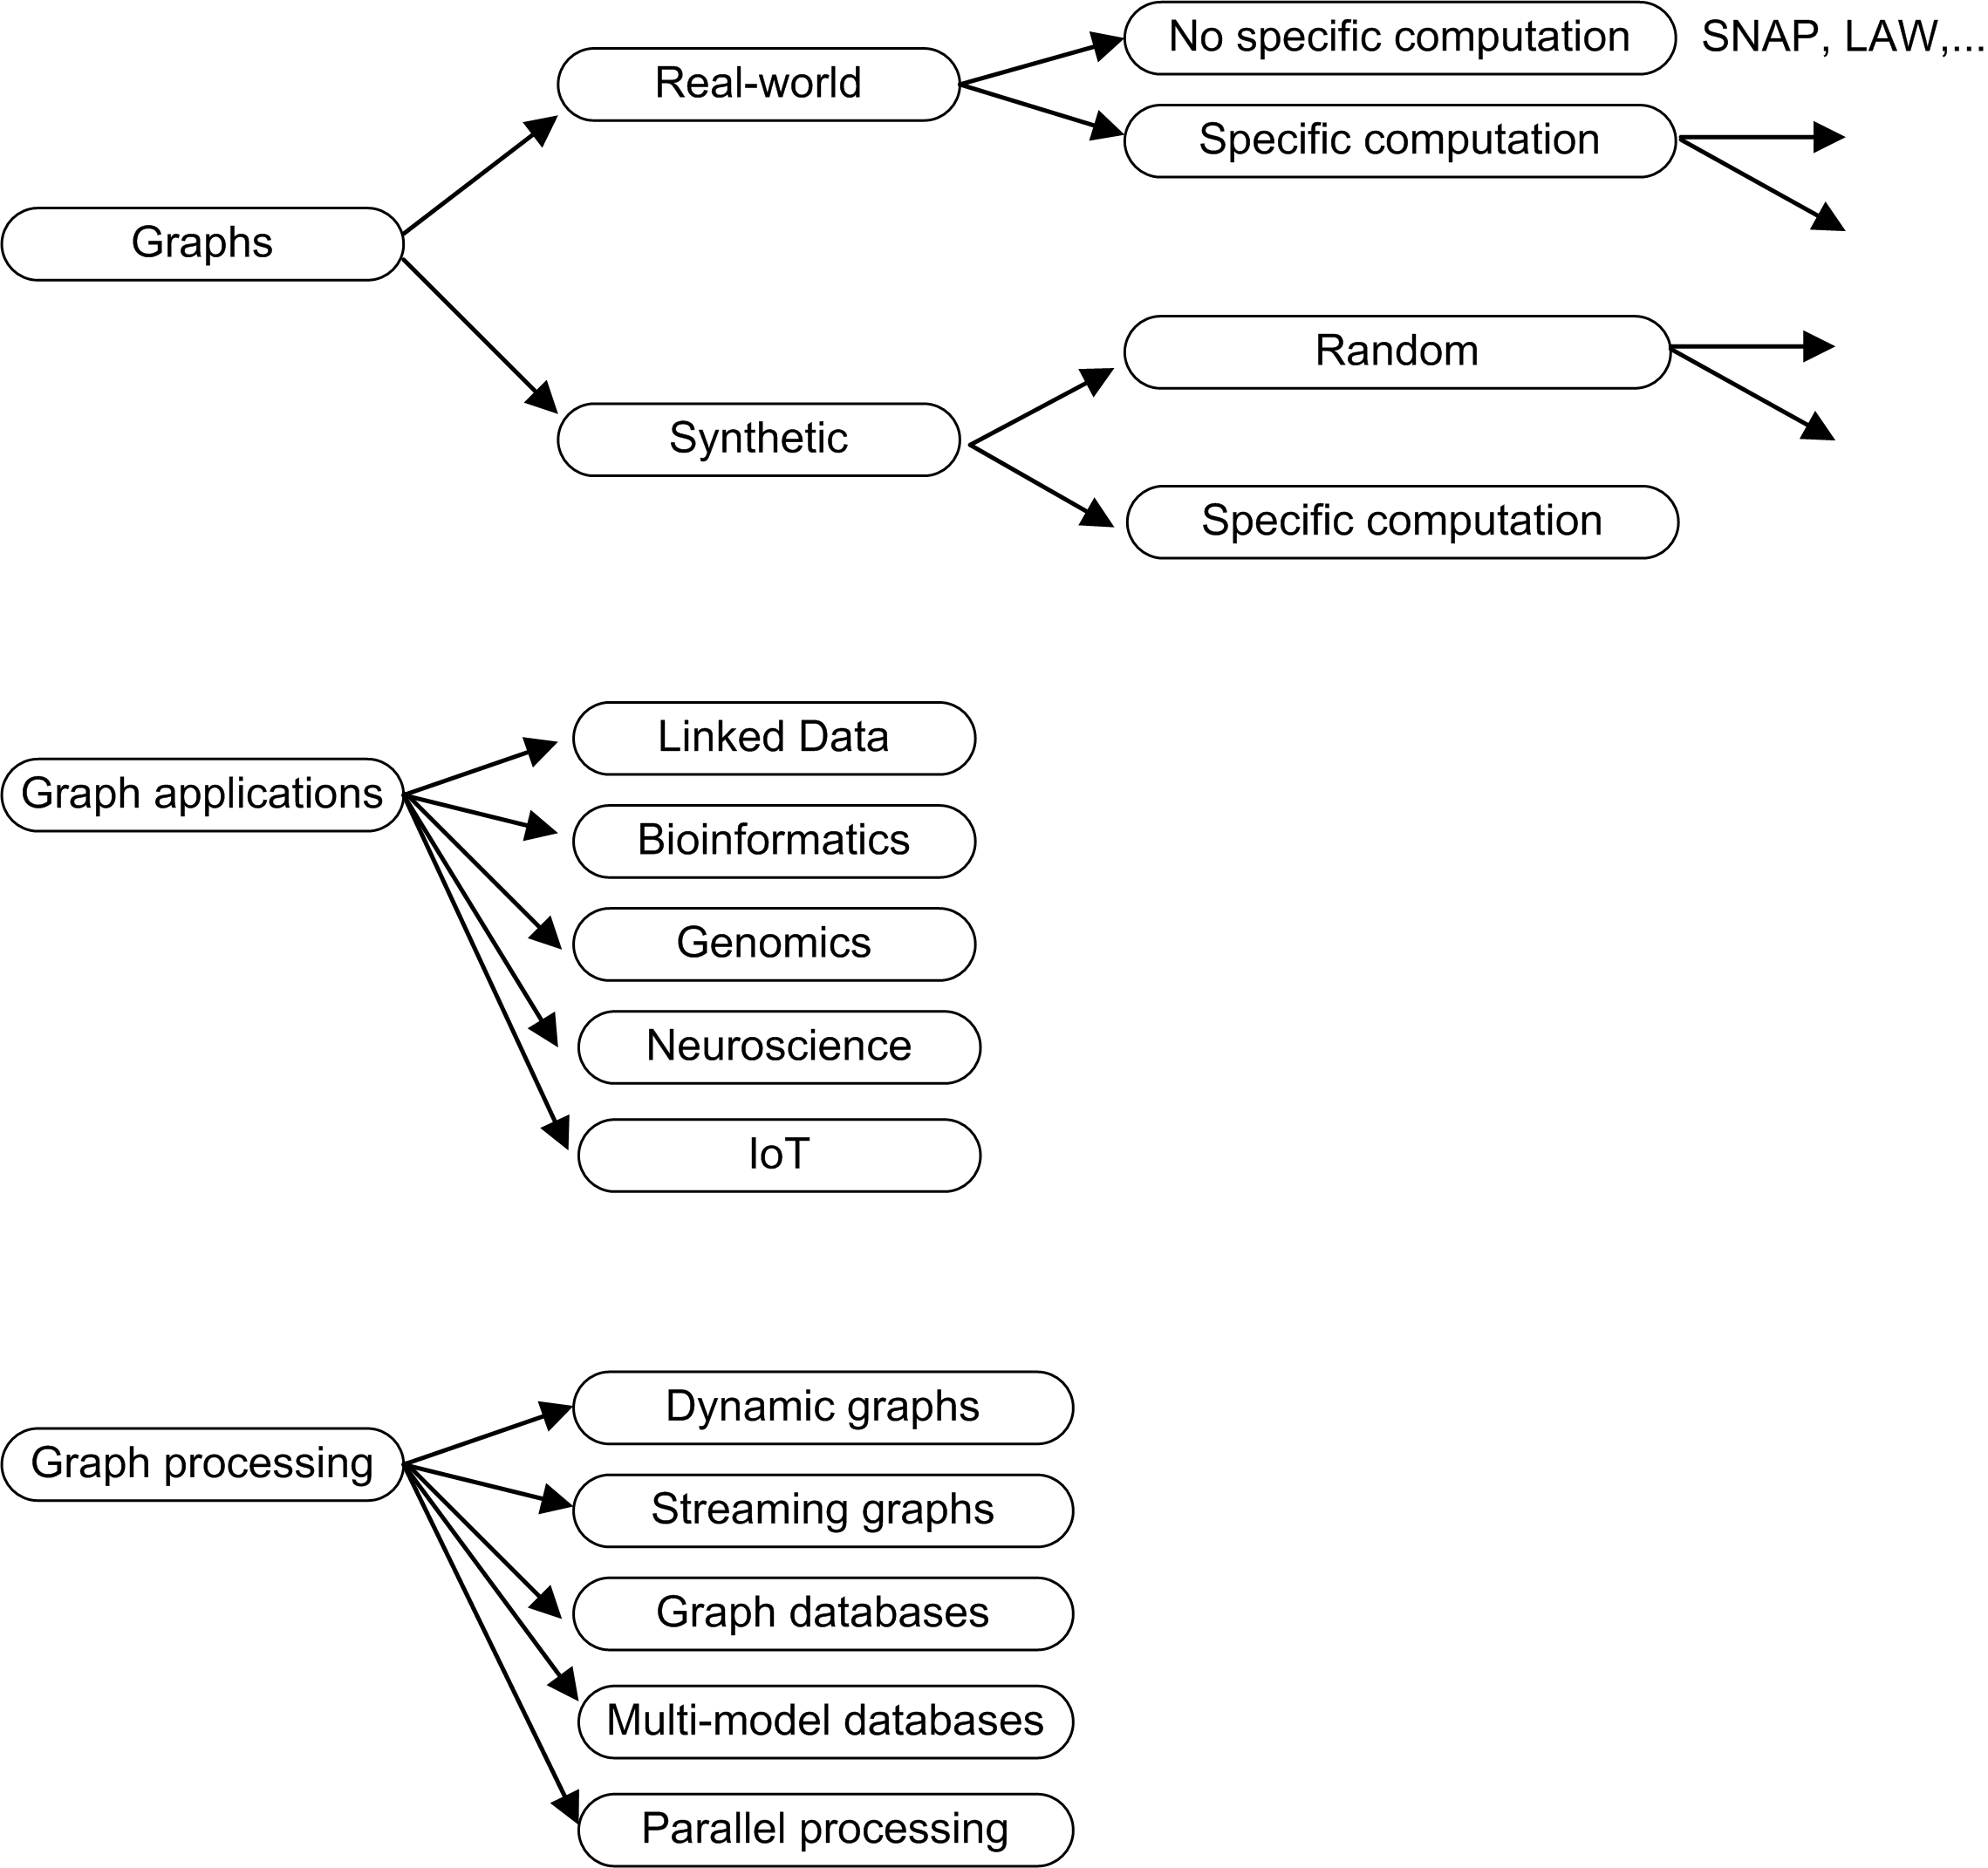 No specific computation
SNAP, LAW,...
Real-world
Specific computation
Graphs
Random
Synthetic
Specific computation
Linked Data
Graph applications
Bioinformatics
Genomics
Neuroscience
IoT
Dynamic graphs
Graph processing
Streaming graphs
Graph databases
Multi-model databases
Parallel processing